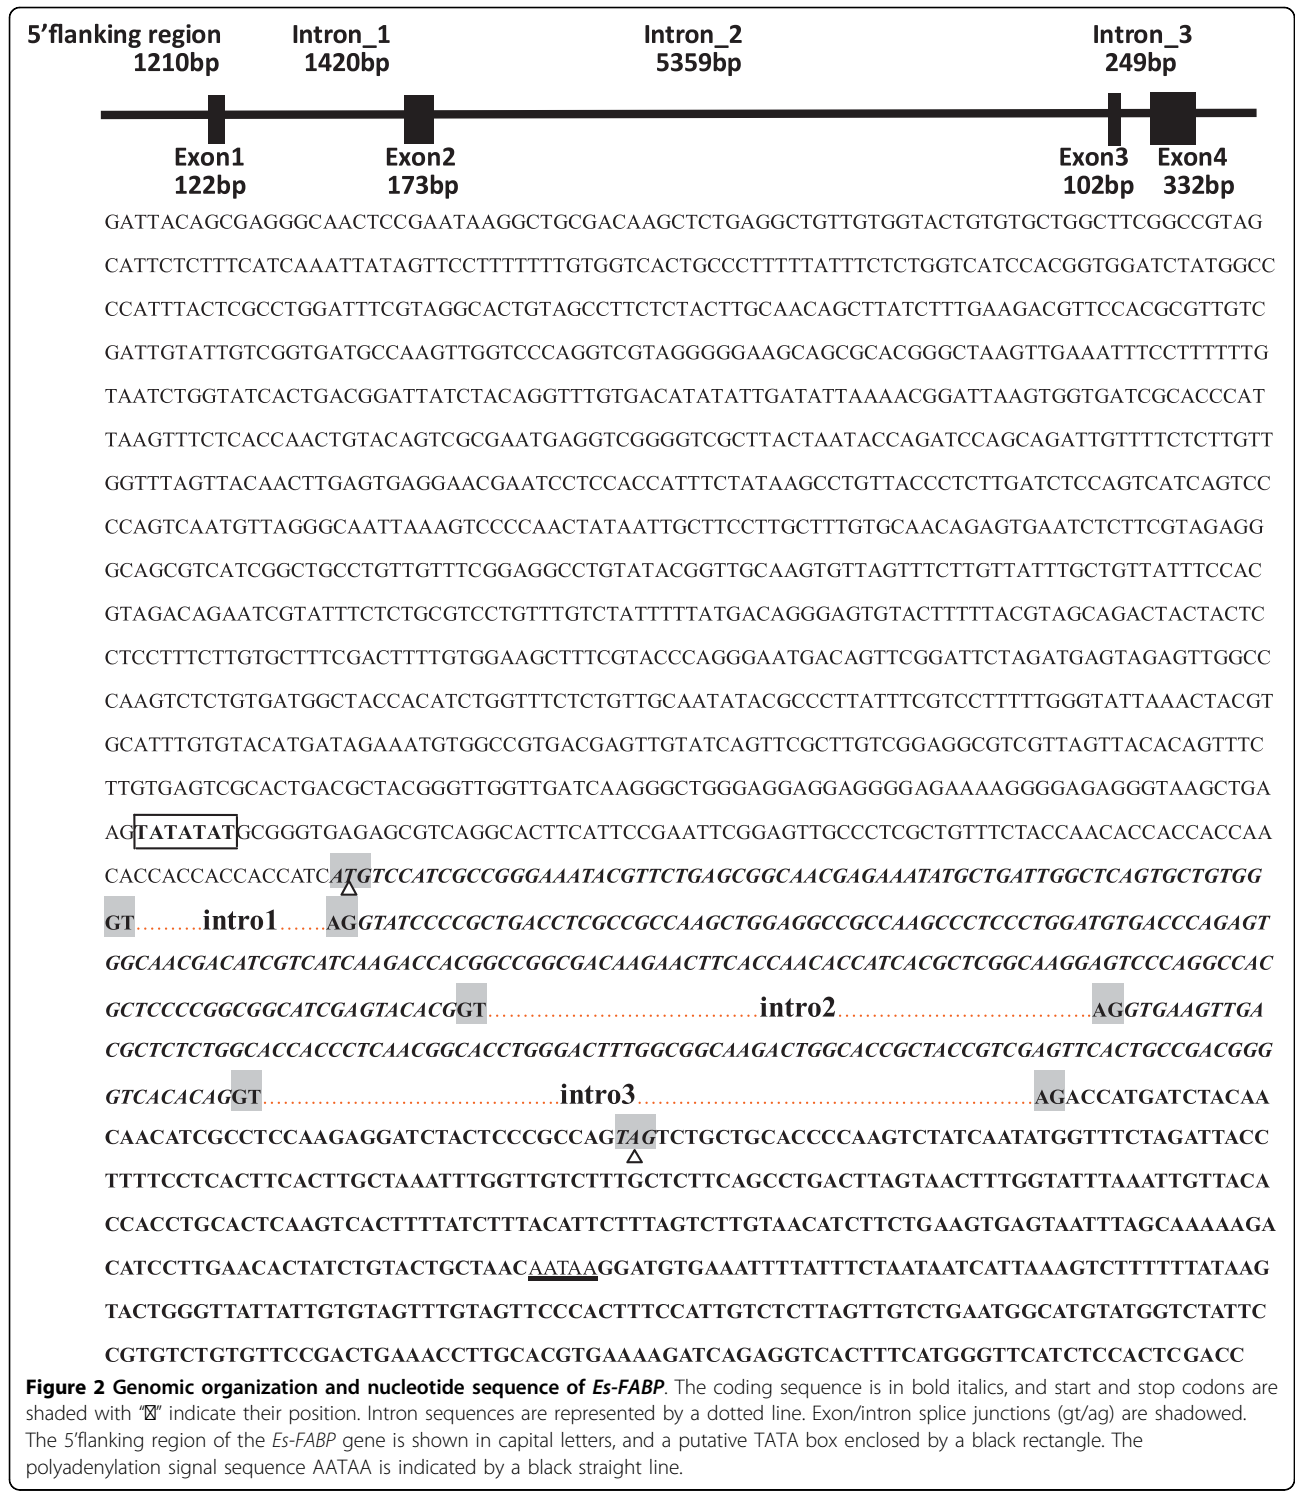 5’flanking region Intron_1 Intron_2 Intron_3
1210bp 1420bp 5359bp 249bp
Exon1 Exon2 Exon3 Exon4
122bp 173bp 102bp 332bp
GATTACAGCGAGGGCAACTCCGAATAAGGCTGCGACAAGCTCTGAGGCTGTTGTGGTACTGTGTGCTGGCTTCGGCCGTAG
CATTCTCTTTCATCAAATTATAGTTCCTTTTTTTGTGGTCACTGCCCTTTTTATTTCTCTGGTCATCCACGGTGGATCTATGGCC
CCATTTACTCGCCTGGATTTCGTAGGCACTGTAGCCTTCTCTACTTGCAACAGCTTATCTTTGAAGACGTTCCACGCGTTGTC
GATTGTATTGTCGGTGATGCCAAGTTGGTCCCAGGTCGTAGGGGGAAGCAGCGCACGGGCTAAGTTGAAATTTCCTTTTTTG
TAATCTGGTATCACTGACGGATTATCTACAGGTTTGTGACATATATTGATATTAAAACGGATTAAGTGGTGATCGCACCCAT
TAAGTTTCTCACCAACTGTACAGTCGCGAATGAGGTCGGGGTCGCTTACTAATACCAGATCCAGCAGATTGTTTTCTCTTGTT
GGTTTAGTTACAACTTGAGTGAGGAACGAATCCTCCACCATTTCTATAAGCCTGTTACCCTCTTGATCTCCAGTCATCAGTCC
CCAGTCAATGTTAGGGCAATTAAAGTCCCCAACTATAATTGCTTCCTTGCTTTGTGCAACAGAGTGAATCTCTTCGTAGAGG
GCAGCGTCATCGGCTGCCTGTTGTTTCGGAGGCCTGTATACGGTTGCAAGTGTTAGTTTCTTGTTATTTGCTGTTATTTCCAC
GTAGACAGAATCGTATTTCTCTGCGTCCTGTTTGTCTATTTTTATGACAGGGAGTGTACTTTTTACGTAGCAGACTACTACTC
CTCCTTTCTTGTGCTTTCGACTTTTGTGGAAGCTTTCGTACCCAGGGAATGACAGTTCGGATTCTAGATGAGTAGAGTTGGCC
CAAGTCTCTGTGATGGCTACCACATCTGGTTTCTCTGTTGCAATATACGCCCTTATTTCGTCCTTTTTGGGTATTAAACTACGT
GCATTTGTGTACATGATAGAAATGTGGCCGTGACGAGTTGTATCAGTTCGCTTGTCGGAGGCGTCGTTAGTTACACAGTTTC
TTGTGAGTCGCACTGACGCTACGGGTTGGTTGATCAAGGGCTGGGAGGAGGAGGGGAGAAAAGGGGAGAGGGTAAGCTGA
AGTATATATGCGGGTGAGAGCGTCAGGCACTTCATTCCGAATTCGGAGTTGCCCTCGCTGTTTCTACCAACACCACCACCAA
CACCACCACCACCATCATGTCCATCGCCGGGAAATACGTTCTGAGCGGCAACGAGAAATATGCTGATTGGCTCAGTGCTGTGG
GT..........intro1.......AGGTATCCCCGCTGACCTCGCCGCCAAGCTGGAGGCCGCCAAGCCCTCCCTGGATGTGACCCAGAGT
GGCAACGACATCGTCATCAAGACCACGGCCGGCGACAAGAACTTCACCAACACCATCACGCTCGGCAAGGAGTCCCAGGCCAC
GCTCCCCGGCGGCATCGAGTACACGGT.......................................intro2.....................................AGGTGAAGTTGA
CGCTCTCTGGCACCACCCTCAACGGCACCTGGGACTTTGGCGGCAAGACTGGCACCGCTACCGTCGAGTTCACTGCCGACGGG
GTCACACAGGT...........................................intro3..........................................................AGACCATGATCTACAA
CAACATCGCCTCCAAGAGGATCTACTCCCGCCAGTAGTCTGCTGCACCCCAAGTCTATCAATATGGTTTCTAGATTACC
TTTTCCTCACTTCACTTGCTAAATTTGGTTGTCTTTGCTCTTCAGCCTGACTTAGTAACTTTGGTATTTAAATTGTTACA
CCACCTGCACTCAAGTCACTTTTATCTTTACATTCTTTAGTCTTGTAACATCTTCTGAAGTGAGTAATTTAGCAAAAAGA
CATCCTTGAACACTATCTGTACTGCTAACAATAAGGATGTGAAATTTTATTTCTAATAATCATTAAAGTCTTTTTTATAAG
TACTGGGTTATTATTGTGTAGTTTGTAGTTCCCACTTTCCATTGTCTCTTAGTTGTCTGAATGGCATGTATGGTCTATTC
CGTGTCTGTGTTCCGACTGAAACCTTGCACGTGAAAAGATCAGAGGTCACTTTCATGGGTTCATCTCCACTCGACC
Figure 2 Genomic organization and nucleotide sequence of Es-FABP. The coding sequence is in bold italics, and start and stop codons are
shaded with “” indicate their position. Intron sequences are represented by a dotted line. Exon/intron splice junctions (gt/ag) are shadowed.
The 5’flanking region of the Es-FABP gene is shown in capital letters, and a putative TATA box enclosed by a black rectangle. The
polyadenylation signal sequence AATAA is indicated by a black straight line.